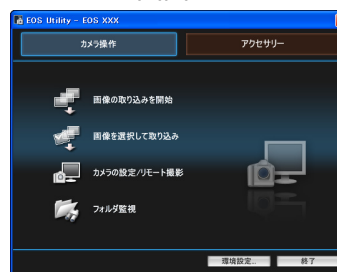 EOS Utility - EOS XXX
カメラ操作
アクセサリー
画像の取り込みを開始
画像を選択して取り込み
カメラの設定/リモート撮影
フォルダ監視
環境設定...
終了